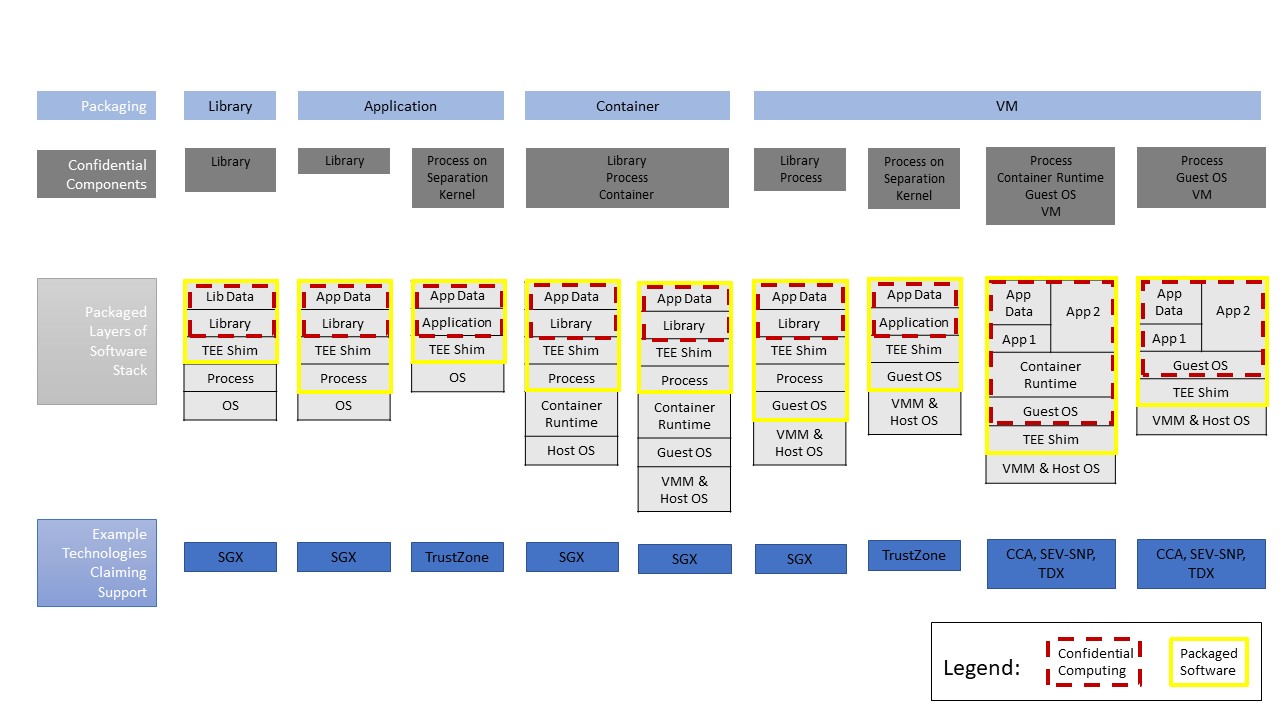 Packaging
Library
Application
Container
VM
Confidential
Components
Library
Library
Process on
Separation
Kernel
Library
Process
Container
Library
Process
Process on
Separation
Kernel
Process
Container Runtime
Guest OS
VM
Process
Guest OS
VM
Packaged
Layers of
Software
Stack
Lib Data
Library
TEE Shim
Process
OS
App Data
Library
TEE Shim
Process
OS
App Data
Application
TEE Shim
OS
App Data
Library
TEE Shim
Process
Container
Runtime
Host OS
App Data
Library
TEE Shim
Process
Container
Runtime
Guest OS
VMM &
Host OS
App Data
Library
TEE Shim
Process
Guest OS
VMM &
Host OS
App Data
Application
TEE Shim
Guest OS
VMM &
Host OS
App
Data
App 1
App 2
Container
Runtime
Guest OS
TEE Shim
VMM & Host OS
App
Data
App 1
App 2
Guest OS
TEE Shim
VMM & Host OS
Example
Technologies
Claiming
Support
SGX
SGX
TrustZone
SGX
SGX
SGX
TrustZone
CCA, SEV-SNP,
TDX
CCA, SEV-SNP,
TDX
Legend:
Confidential
Computing
Packaged
Software